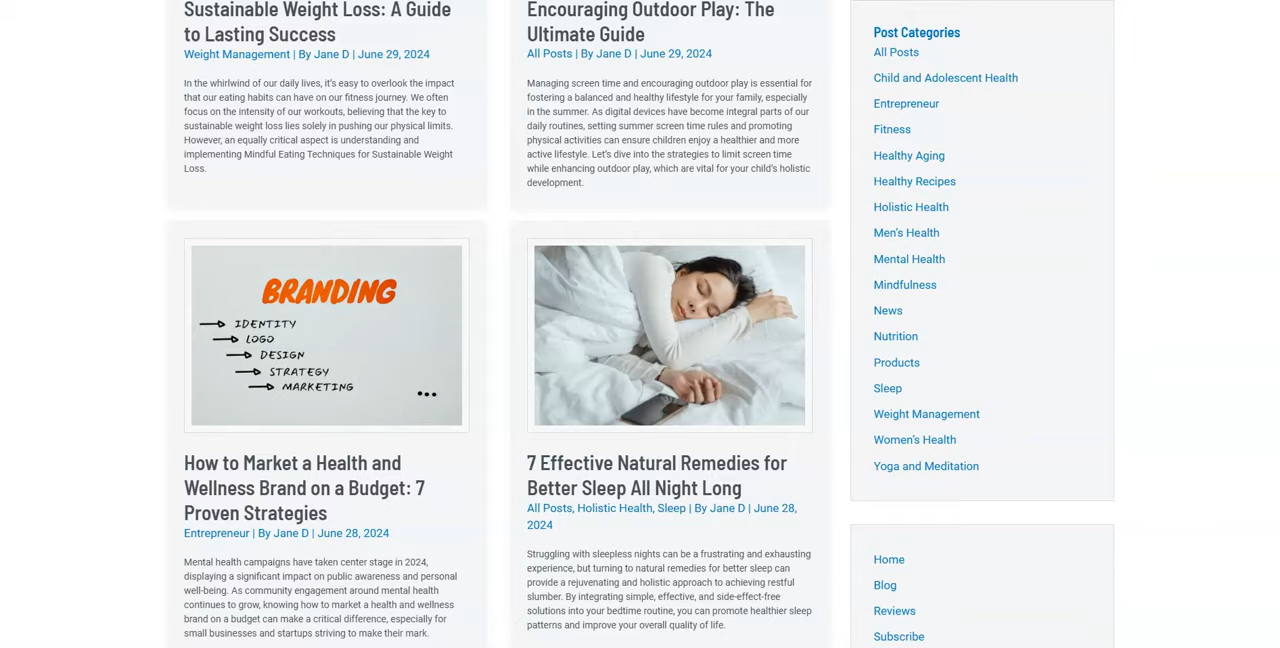 Sustainable Weight Loss: A Guide
to Lasting Success
Weight Management | By Jane D | June 29, 2024
In the whirlwind of our daily lives, it's easy to overlook the impact
that our eating habits can have on our fitness journey. We often
focus on the intensity of our workouts, believing that the key to
sustainable weight loss lies solely in pushing our physical limits.
However, an equally critical aspect is understanding and
implementing Mindful Eating Techniques for Sustainable Weight
Loss.
Encouraging Outdoor Play: The
Ultimate Guide
All Posts | By Jane D | June 29, 2024
Managing screen time and encouraging outdoor play is essential for
fostering a balanced and healthy lifestyle for your family, especially
in the summer. As digital devices have become integral parts of our
daily routines, setting summer screen time rules and promoting
physical activities can ensure children enjoy a healthier and more
active lifestyle. Let's dive into the strategies to limit screen time
while enhancing outdoor play, which are vital for your child's holistic
development.
BRANDING
IDENTITY
LOGO
DESIGN
STRATEGY
MARKETING
...
How to Market a Health and
Wellness Brand on a Budget: 7
Proven Strategies
Entrepreneur | By Jane D | June 28, 2024
Mental health campaigns have taken center stage in 2024,
displaying a significant impact on public awareness and personal
well-being. As community engagement around mental health
continues to grow, knowing how to market a health and wellness
brand on a budget can make a critical difference, especially for
small businesses and startups striving to make their mark.
7 Effective Natural Remedies for
Better Sleep All Night Long
All Posts, Holistic Health, Sleep | By Jane D | June 28,
2024
Struggling with sleepless nights can be a frustrating and exhausting
experience, but turning to natural remedies for better sleep can
provide a rejuvenating and holistic approach to achieving restful
slumber. By integrating simple, effective, and side-effect-free
solutions into your bedtime routine, you can promote healthier sleep
patterns and improve your overall quality of life.
Post Categories
All Posts
Child and Adolescent Health
Entrepreneur
Fitness
Healthy Aging
Healthy Recipes
Holistic Health
Men's Health
Mental Health
Mindfulness
News
Nutrition
Products
Sleep
Weight Management
Women's Health
Yoga and Meditation
Home
Blog
Reviews
Subscribe